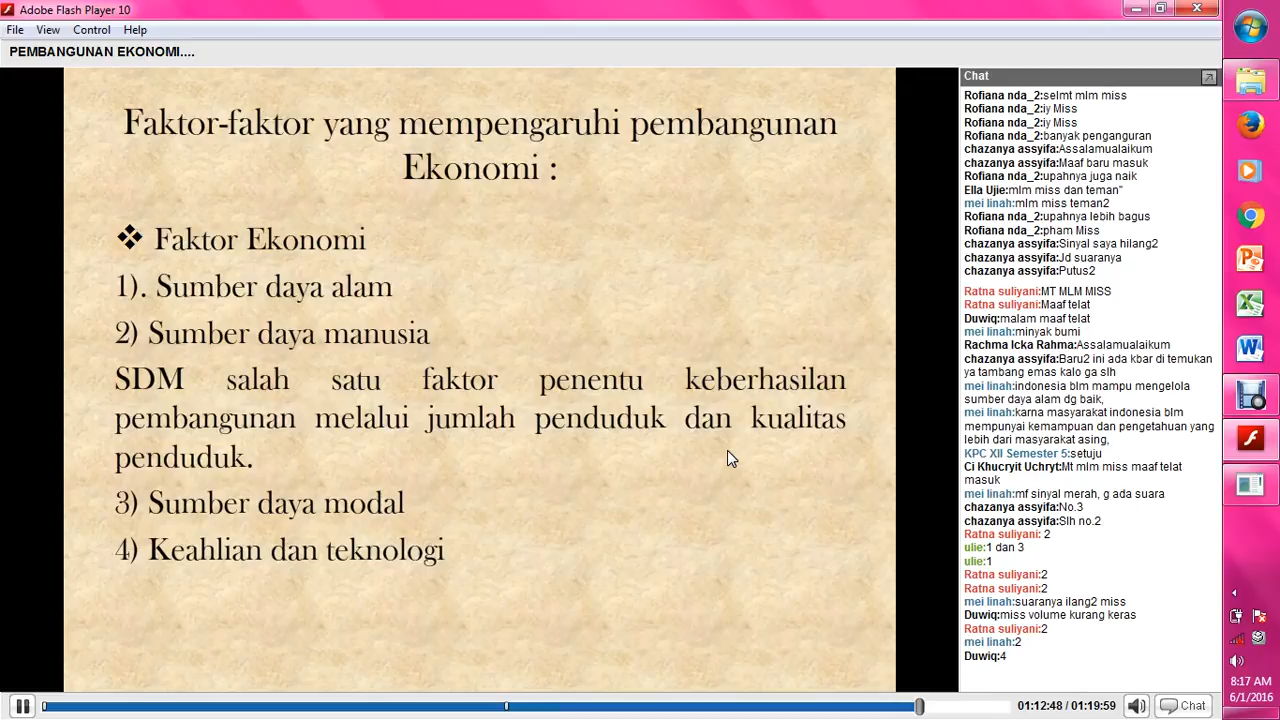 Adobe Flash Player 10
File View Control Help
PEMBANGUNAN EKONOMI....
Faktor-faktor yang mempengaruhi pembangunan
Ekonomi :
❖ Faktor Ekonomi
1). Sumber daya alam
2) Sumber daya manusia
SDM salah satu faktor penentu keberhasilan
pembangunan melalui jumlah penduduk dan kualitas
penduduk.
3) Sumber daya modal
4) Keahlian dan teknologi
Chat
Rofiana nda_2:selmt mlm miss
Rofiana nda_2:iy Miss
Rofiana nda_2:iy Miss
Rofiana nda_2:banyak penganguran
chazanya assyifa:Assalamualaikum
chazanya assyifa:Maaf baru masuk
Rofiana nda_2:upahnya juga naik
Ella Ujie:mlm miss dan teman"
mei linah:mlm miss teman2
Rofiana nda_2:upahnya lebih bagus
Rofiana nda_2:pham Miss
chazanya assyifa:Sinyal saya hilang2
chazanya assyifa:Jd suaranya
chazanya assyifa:Putus2
Ratna suliyani:MT MLM MISS
Ratna suliyani:Maaf telat
Duwiq:malam maaf telat
mei linah:minyak bumi
Rachma Icka Rahma:Assalamualaikum
chazanya assyifa:Baru2 ini ada kbar di temukan
ya tambang emas kalo ga slh
mei linah:indonesia blm mampu mengelola
sumber daya alam dg baik,
mei linah:karna masyarakat indonesia blm
mempunyai kemampuan dan pengetahuan yang
lebih dari masyarakat asing,
KPC XII Semester 5:setuju
Ci Khucryit Uchryt:Mt mlm miss maaf telat
masuk
mei linah:mf sinyal merah, g ada suara
chazanya assyifa:No.3
chazanya assyifa:Slh no.2
Ratna suliyani: 2
ulie:1 dan 3
ulie:1
Ratna suliyani:2
Ratna suliyani:2
mei linah:suaranya ilang2 miss
Duwiq:miss volume kurang keras
Ratna suliyani:2
mei linah:2
Duwiq:4
01:12:48 / 01:19:59
Chat
8:17 AM
6/1/2016